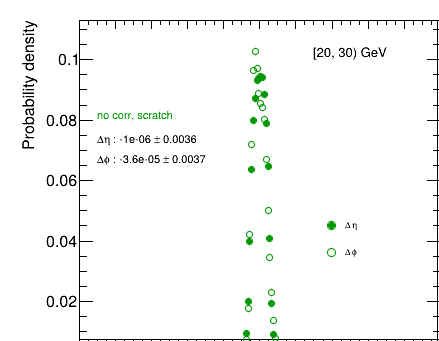 Probability density
0.1
0.08
0.06
0.04
0.02
[20, 30) GeV
no corr, scratch
Δη : -1e-06 ± 0.0036
Δϕ : -3.6e-05 ± 0.0037
Δη
Δϕ